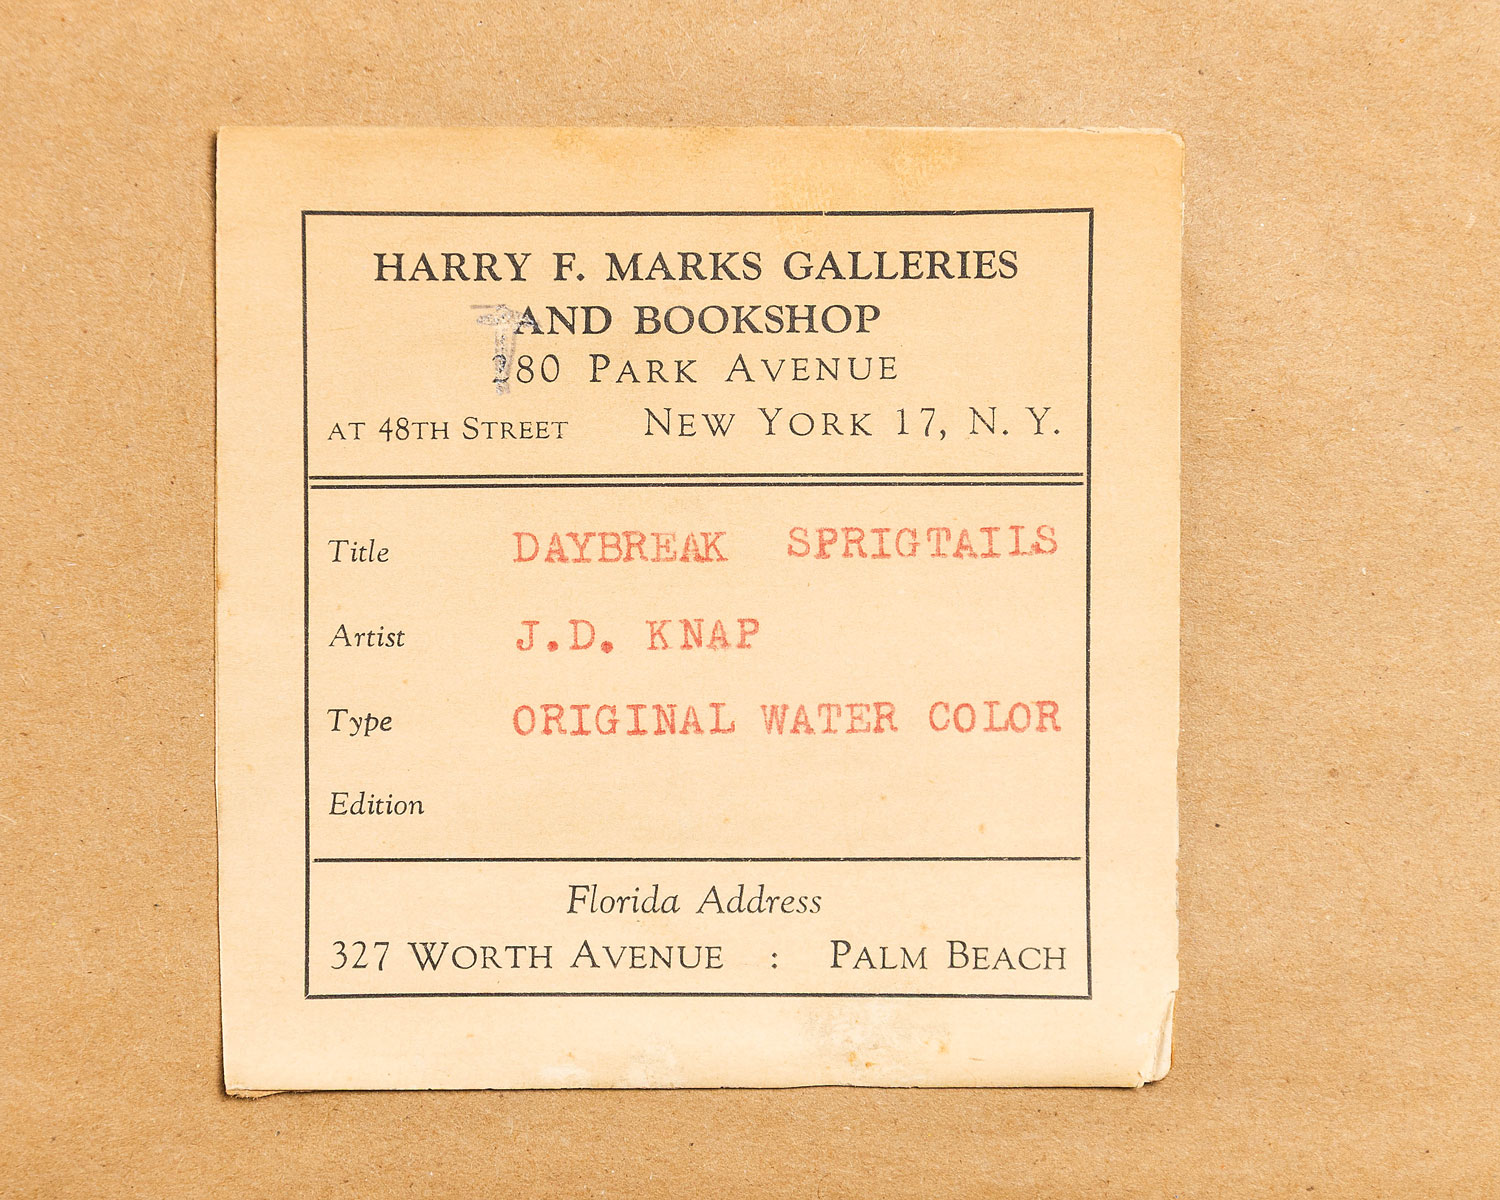 HARRY F. MARKS GALLERIES
AND BOOKSHOP
280 PARK AVENUE
AT 48TH STREET NEW YORK 17, N. Y.
Title DAYBREAK SPRIGTAILS
Artist J.D. KNAP
Type ORIGINAL WATER COLOR
Edition
Florida Address
327 WORTH AVENUE : PALM BEACH